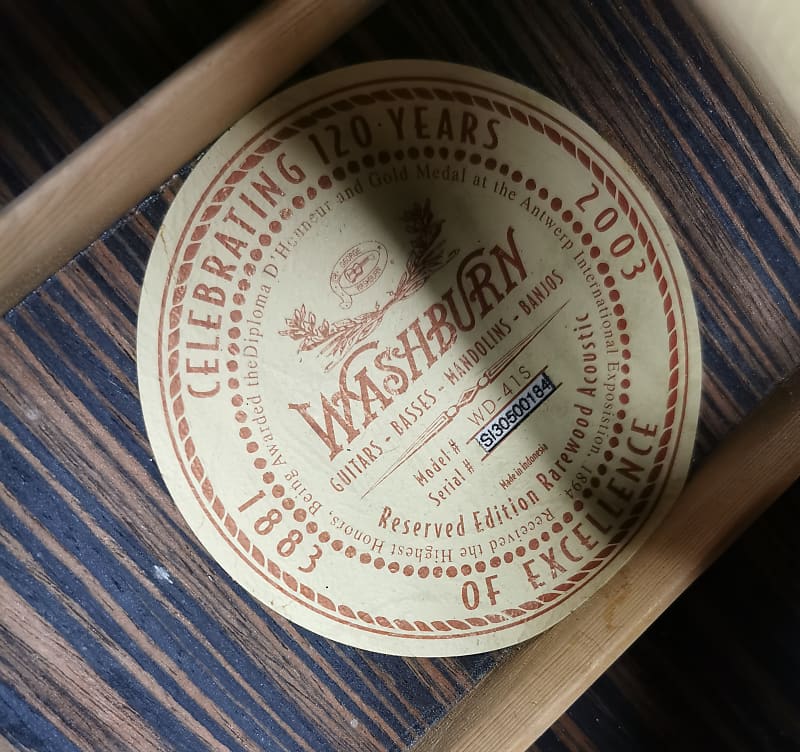 CELEBRATING 120 YEARS
OF EXCELLENCE
1883
2003
Received the Highest Honors, Being Awarded the Diploma D'Honneur and Gold Medal at the Antwerp International Exposition, 1894
WASHBURN
GUITARS - BASSES - MANDOLINS - BANJOS
Model # WD-41S
Serial # SI30500184
Made in Indonesia
Reserved Edition Rarewood Acoustic